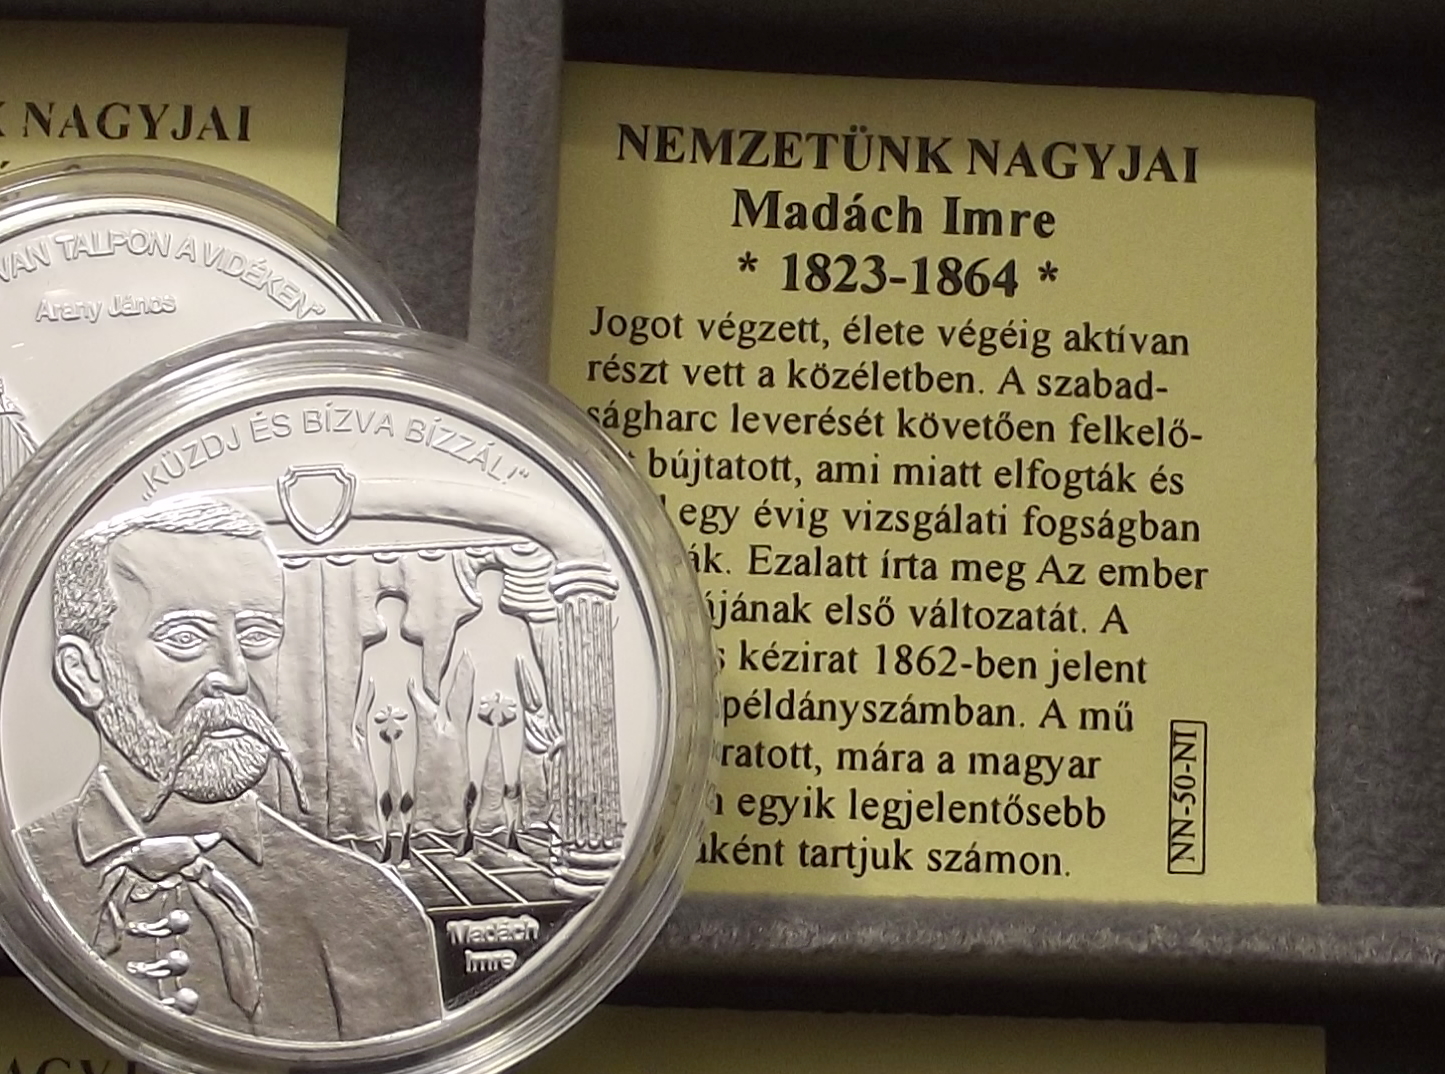 NAGYJAI
VAN TALPON A VIDÉKEN"
Arany János
„KÜZDJ ÉS BÍZVA BÍZZÁL!"
Madách
Imre
NEMZETÜNK NAGYJAI
Madách Imre
* 1823-1864 *
Jogot végzett, élete végéig aktívan
részt vett a közéletben. A szabad-
ságharc leverését követően felkelő-
bújtatott, ami miatt elfogták és
egy évig vizsgálati fogságban
ák. Ezalatt írta meg Az ember
ájának első változatát. A
s kézirat 1862-ben jelent
példányszámban. A mű
ratott, mára a magyar
egyik legjelentősebb
aként tartjuk számon.
NN-50-NI